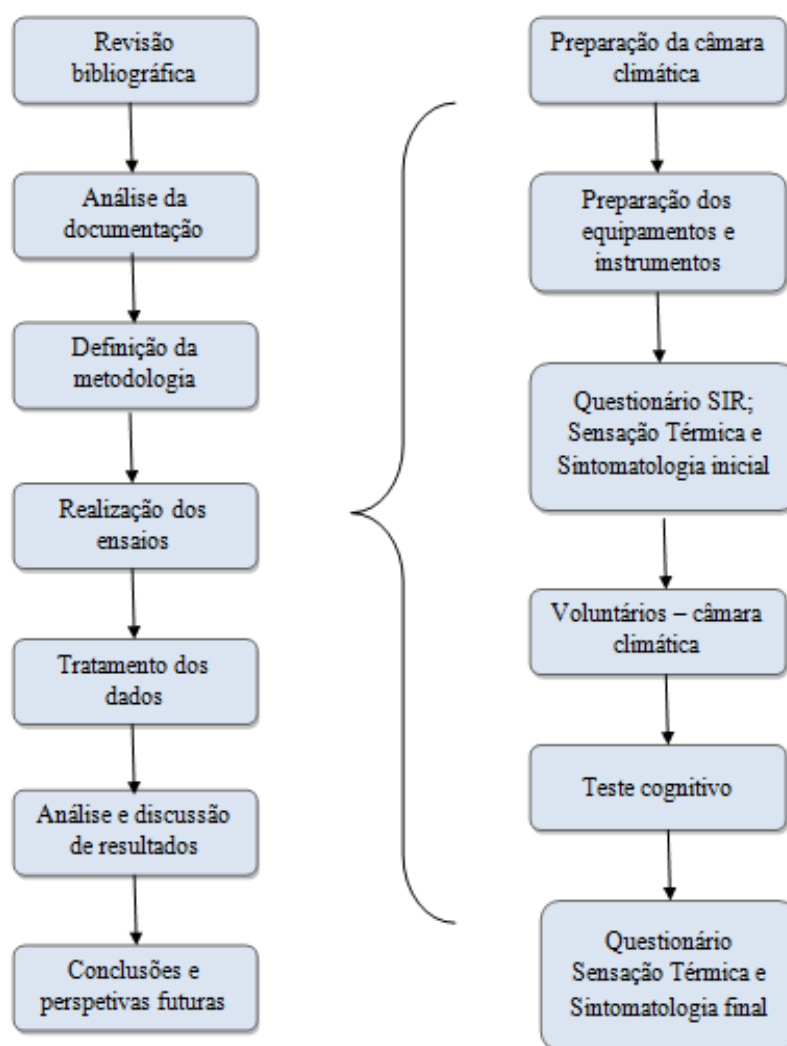 Revisão
bibliográfica
Análise da
documentação
Definição da
metodologia
Realização dos
ensaios
Tratamento dos
dados
Análise e discussão
de resultados
Conclusões e
perspetivas futuras
Preparação da câmara
climática
Preparação dos
equipamentos e
instrumentos
Questionário SIR;
Sensação Térmica e
Sintomatologia inicial
Voluntários – câmara
climática
Teste cognitivo
Questionário
Sensação Térmica e
Sintomatologia final